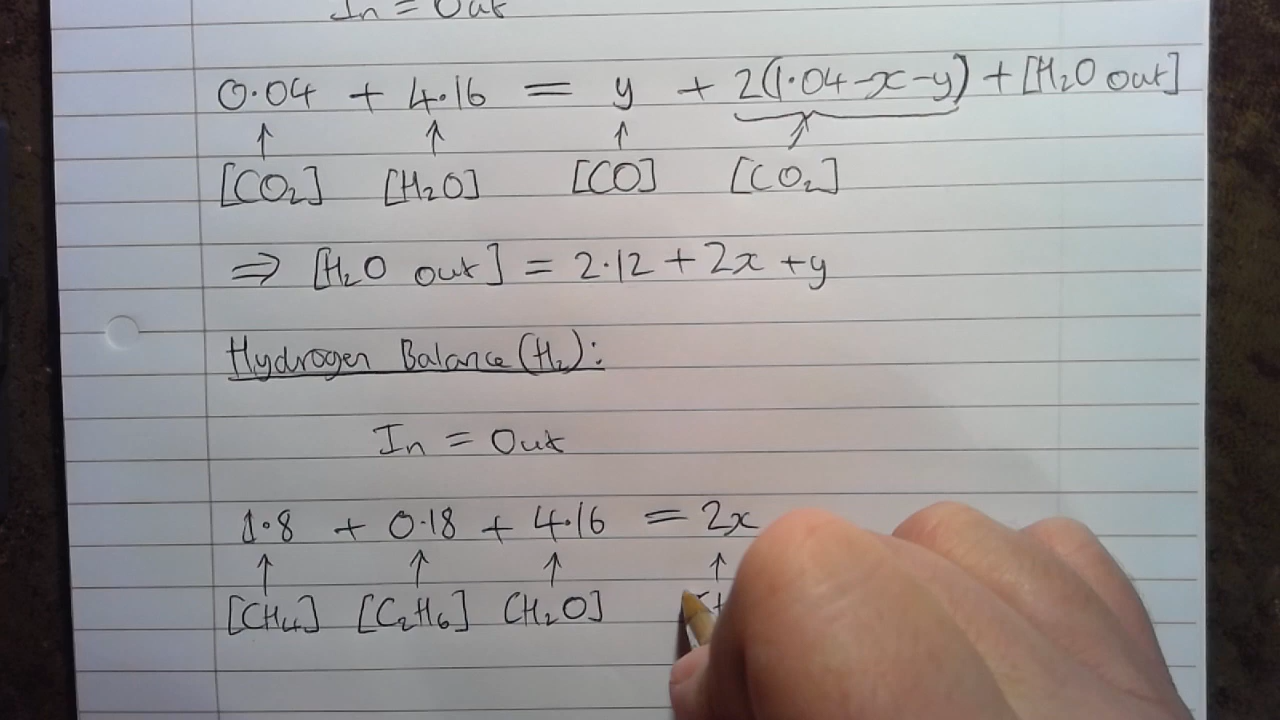 In = Out
0.04 + 4.16 = y + 2(1.04-x-y) + [H₂O out]
↑ ↑ ↑ ↑
[CO₂] [H₂O] [CO] [CO₂]
⇒ [H₂O out] = 2.12 + 2x + y
Hydrogen Balance (H₂):
In = Out
1.8 + 0.18 + 4.16 = 2x
↑ ↑ ↑ ↑
[CH₄] [C₂H₆] [H₂O]